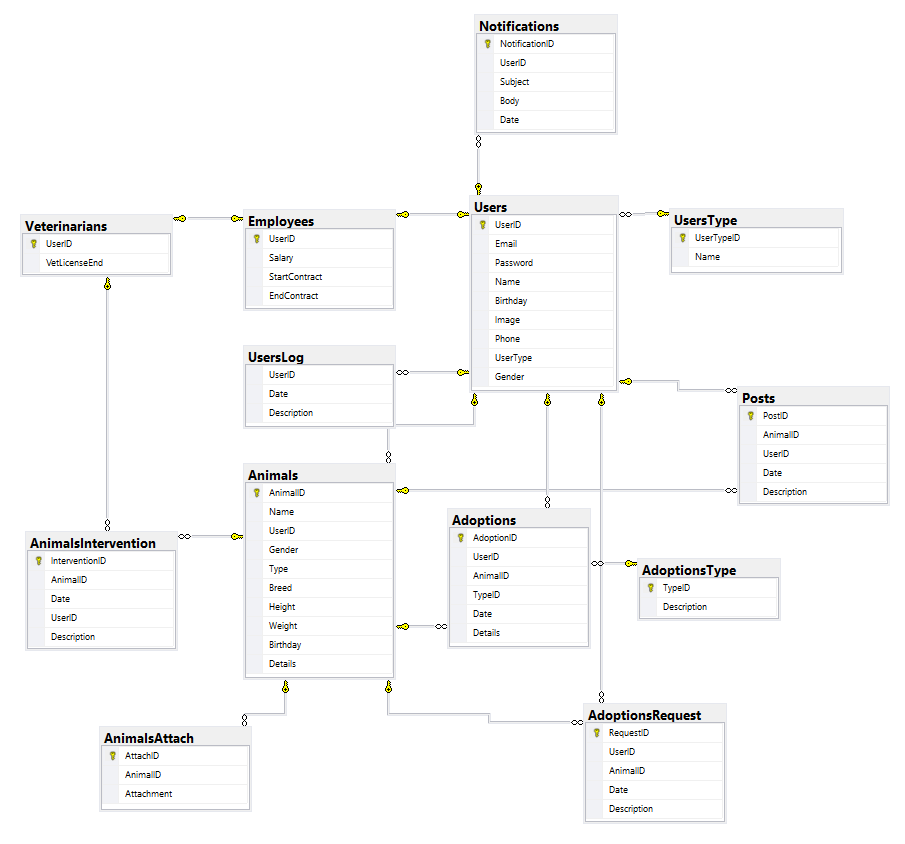 Notifications
NotificationID
UserID
Subject
Body
Date
Veterinarians
UserID
VetLicenseEnd
Employees
UserID
Salary
StartContract
EndContract
Users
UserID
Email
Password
Name
Birthday
Image
Phone
UserType
Gender
UsersType
UserTypeID
Name
UsersLog
UserID
Date
Description
Posts
PostID
AnimalID
UserID
Date
Description
Animals
AnimalID
Name
UserID
Gender
Type
Breed
Height
Weight
Birthday
Details
Adoptions
AdoptionID
UserID
AnimalID
TypeID
Date
Details
AnimalsIntervention
InterventionID
AnimalID
Date
UserID
Description
AdoptionsType
TypeID
Description
AnimalsAttach
AttachID
AnimalID
Attachment
AdoptionsRequest
RequestID
UserID
AnimalID
Date
Description